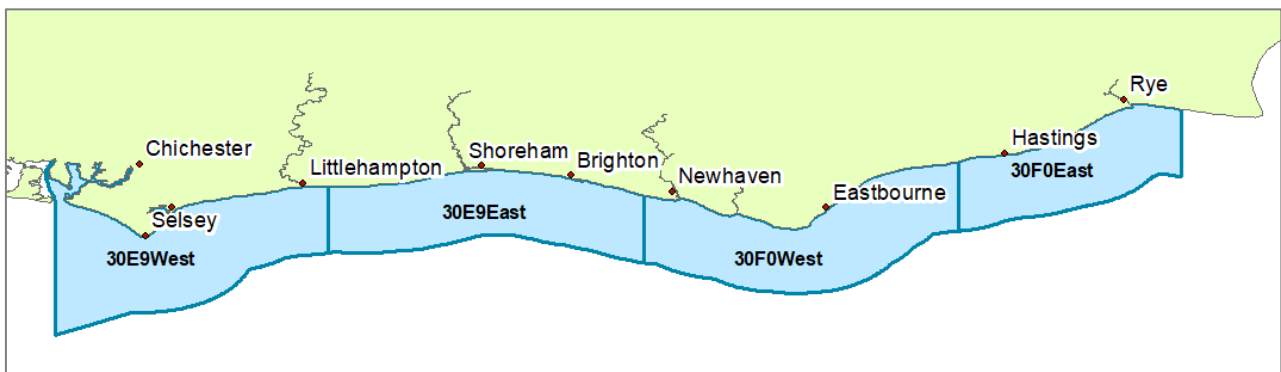 Rye
Hastings
Chichester
Shoreham
Brighton
Littlehampton
Newhaven
30F0East
Eastbourne
Selsey
30E9East
30E9West
30F0West